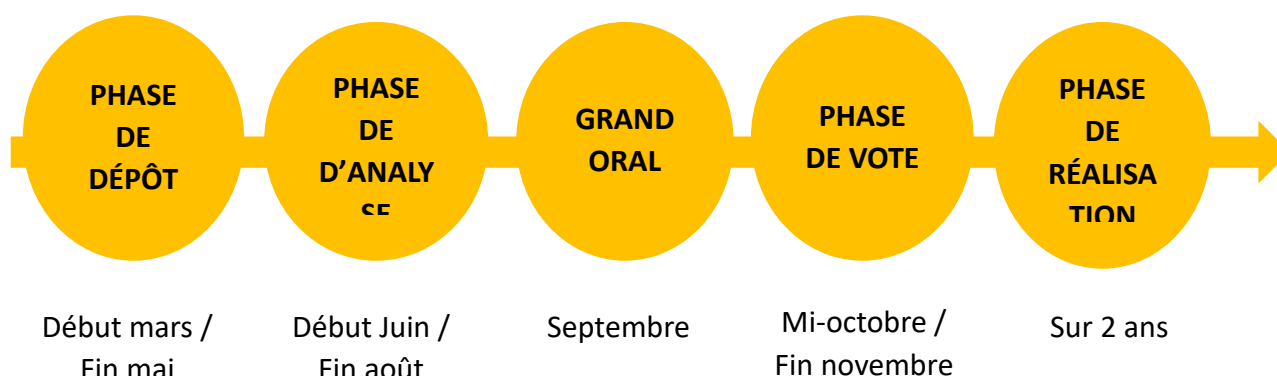 PHASE
DE
DÉPÔT
PHASE
DE
D’ANALY
SE
GRAND
ORAL
PHASE
DE VOTE
PHASE
DE
RÉALISA
TION
Début mars /
Fin mai
Début Juin /
Fin août
Septembre
Mi-octobre /
Fin novembre
Sur 2 ans